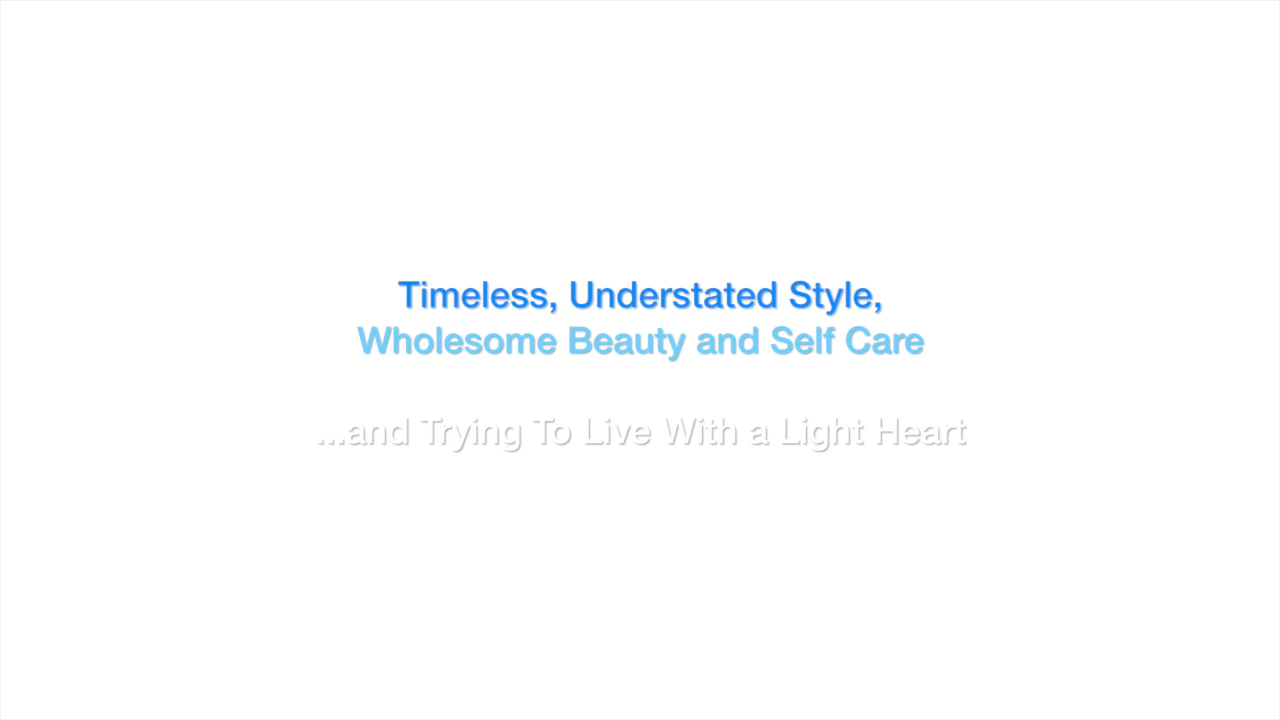 Timeless, Understated Style,
Wholesome Beauty and Self Care
...and Trying To Live With a Light Heart